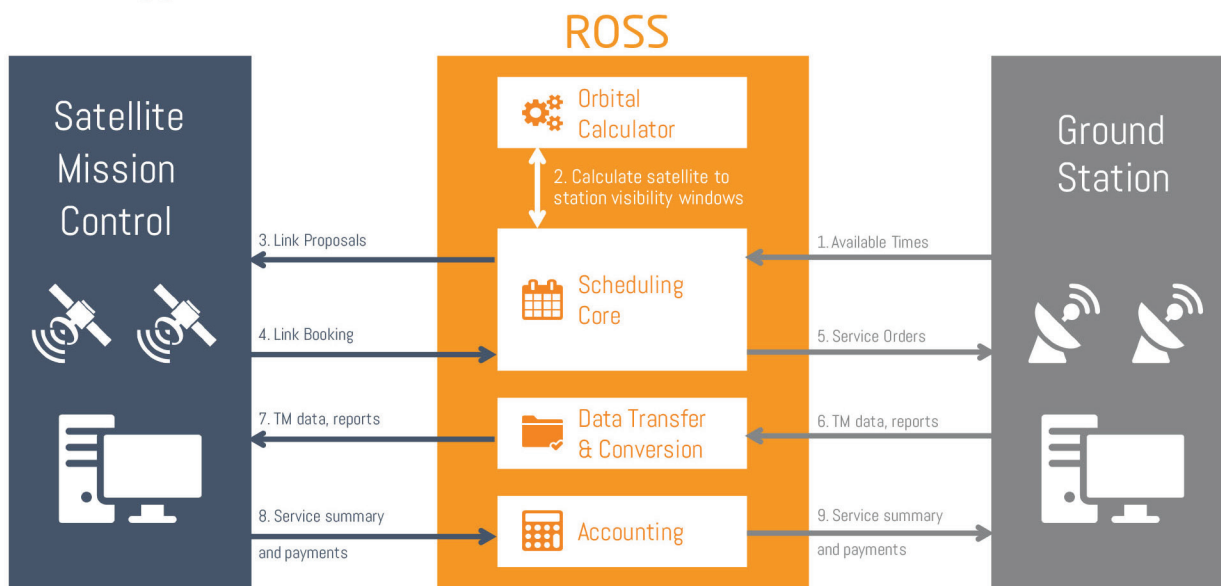 ROSS
Satellite
Mission
Control
Orbital
Calculator
Ground
Station
2. Calculate satellite to
station visibility windows
3. Link Proposals
1. Available Times
Scheduling
Core
4. Link Booking
5. Service Orders
7. TM data, reports
Data Transfer
& Conversion
6. TM data, reports
8. Service summary
and payments
Accounting
9. Service summary
and payments